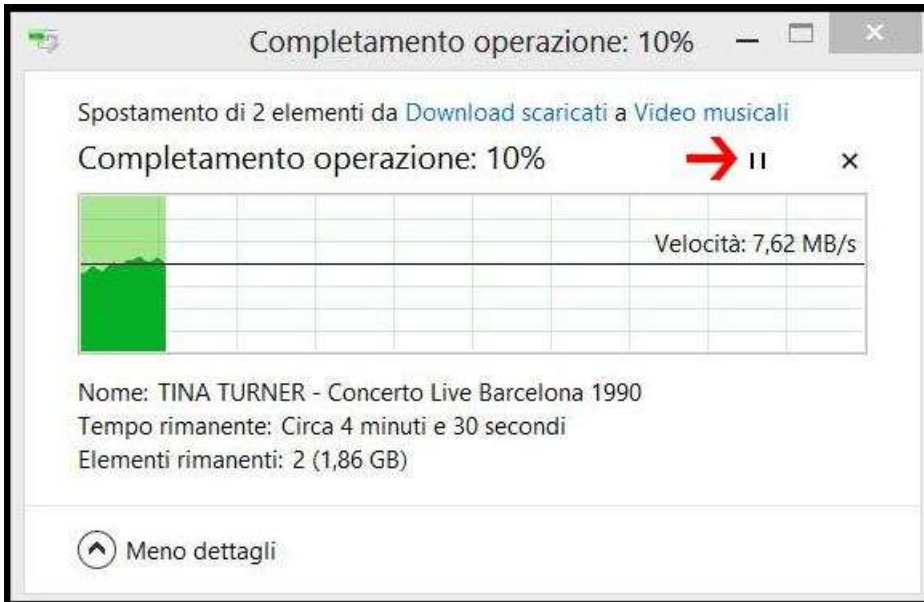 Completamento operazione: 10%
Spostamento di 2 elementi da Download scaricati a Video musicali
Completamento operazione: 10%
Velocità: 7,62 MB/s
Nome: TINA TURNER - Concerto Live Barcelona 1990
Tempo rimanente: Circa 4 minuti e 30 secondi
Elementi rimanenti: 2 (1,86 GB)
Meno dettagli